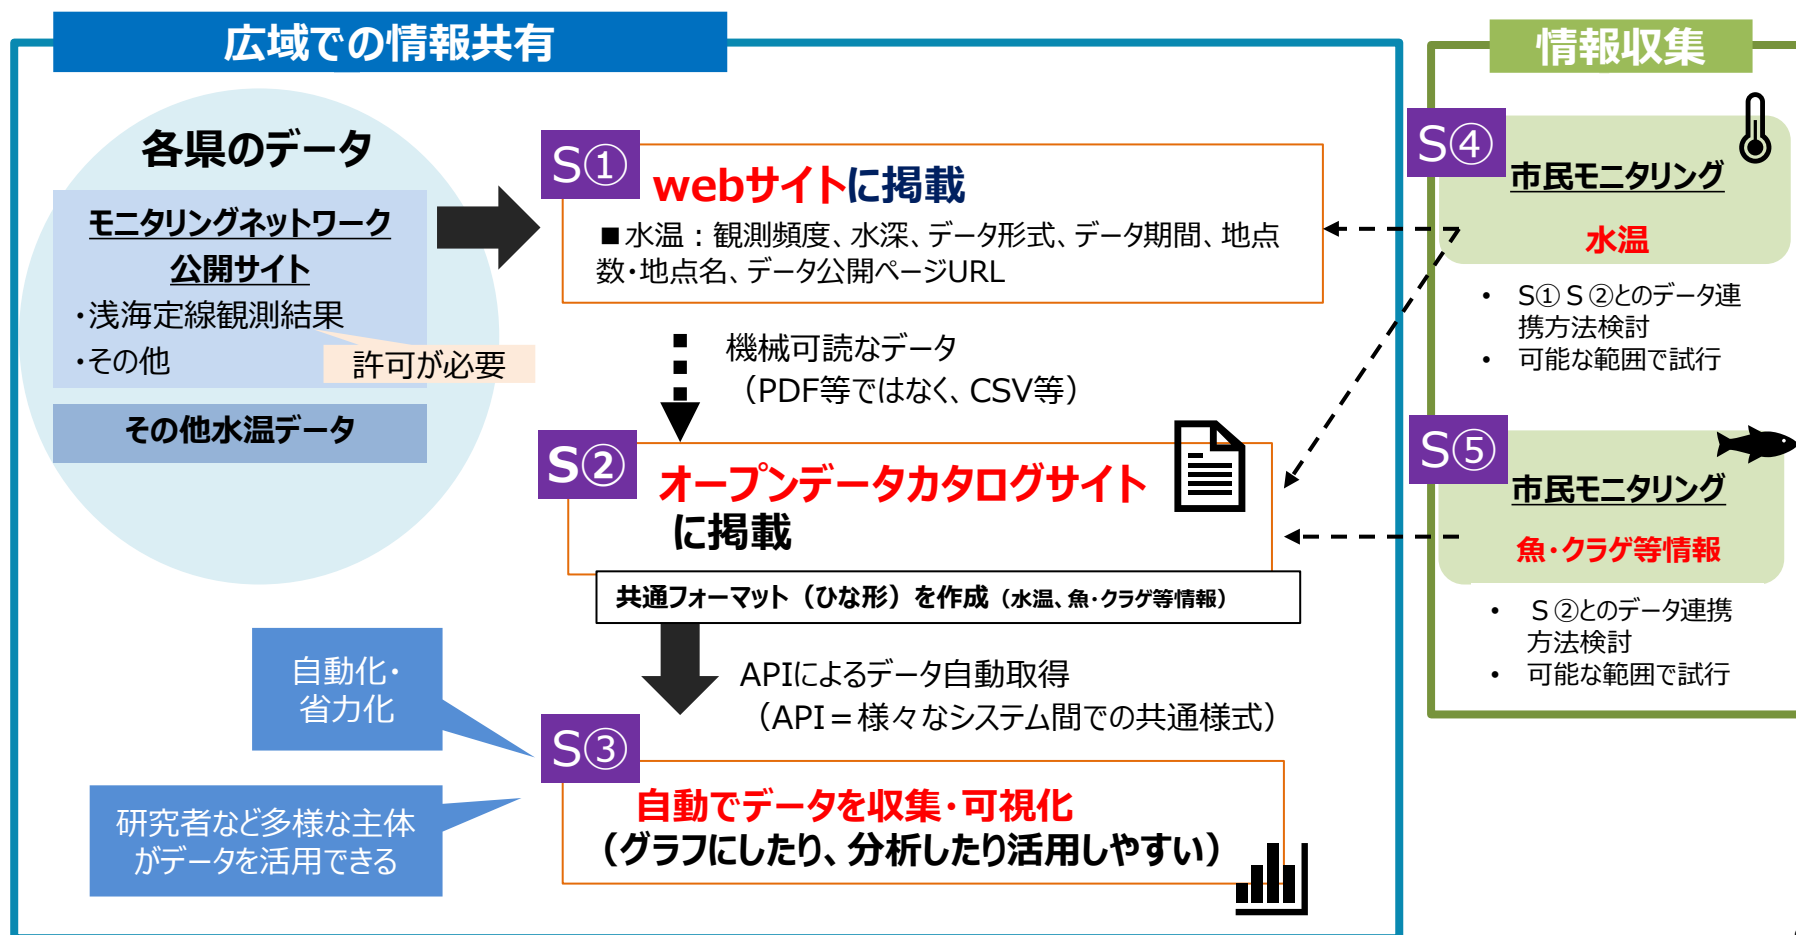 広域での情報共有
各県のデータ
モニタリングネットワーク
公開サイト
・浅海定線観測結果
・その他
許可が必要
その他水温データ
S①
webサイトに掲載
■水温：観測頻度、水深、データ形式、データ期間、地点
数・地点名、データ公開ページURL
機械可読なデータ
（PDF等ではなく、CSV等）
S②
オープンデータカタログサイト
に掲載
共通フォーマット（ひな形）を作成（水温、魚・クラゲ等情報）
自動化・
省力化
APIによるデータ自動取得
（API＝様々なシステム間での共通様式）
S③
自動でデータを収集・可視化
（グラフにしたり、分析したり活用しやすい）
研究者など多様な主体
がデータを活用できる
情報収集
S④
市民モニタリング
水温
• S①Ｓ②とのデータ連
携方法検討
• 可能な範囲で試行
S⑤
市民モニタリング
魚・クラゲ等情報
• Ｓ②とのデータ連携
方法検討
• 可能な範囲で試行